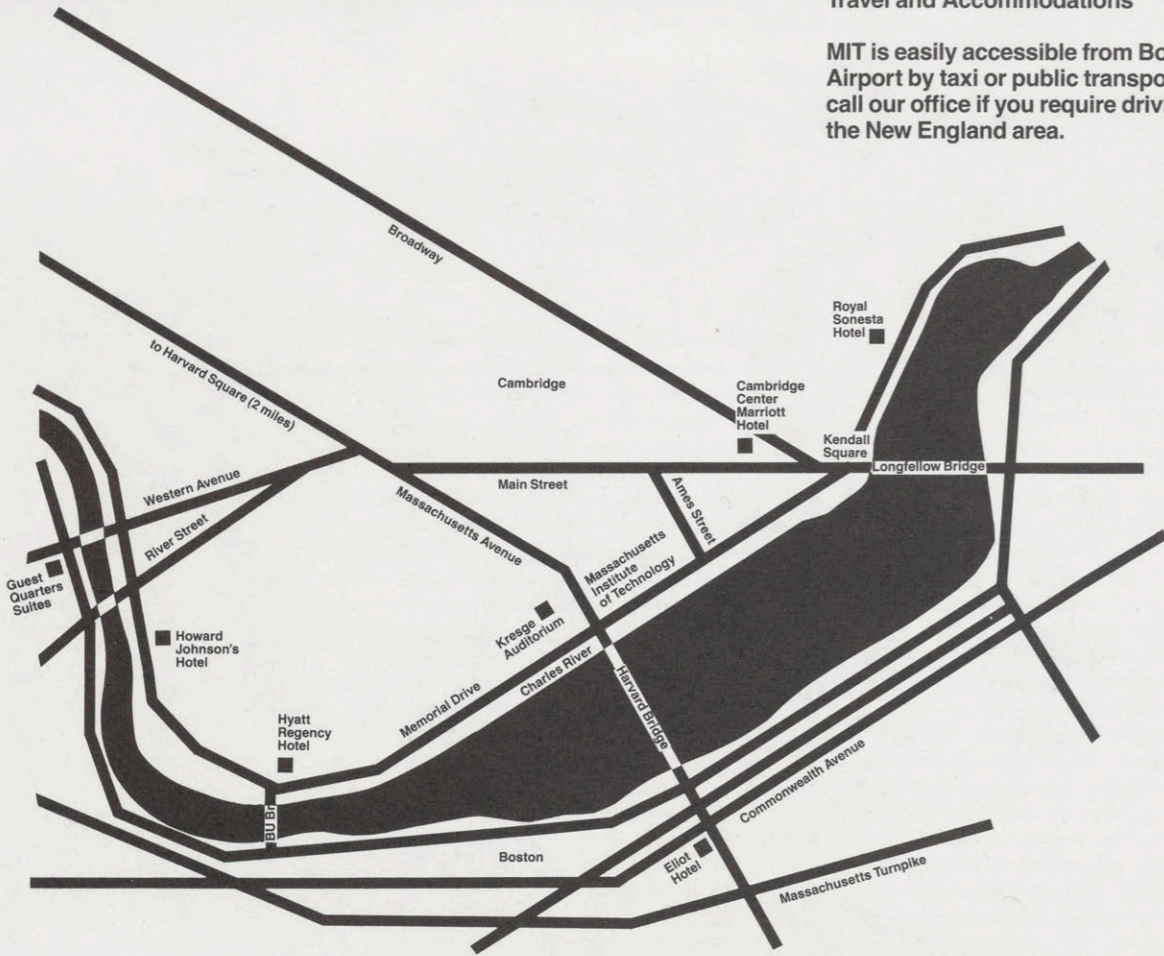 Travel and Accommodations
MIT is easily accessible from
Airport by taxi or public
call our office if you require
the New England area.
Broadway
Royal
Sonesta
Hotel
to Harvard Square (2 miles)
Cambridge
Cambridge
Center
Marriott
Hotel
Kendall
Square
Longfellow Bridge
Western Avenue
Main Street
Massachusetts Avenue
Ames Street
River Street
Massachusetts
Institute
of Technology
Guest
Quarters
Suites
Kresge
Auditorium
Howard
Johnson's
Hotel
Charles River
Harvard Bridge
Memorial Drive
Hyatt
Regency
Hotel
Commonwealth Avenue
BU Br
Boston
Eliot
Hotel
Massachusetts Turnpike